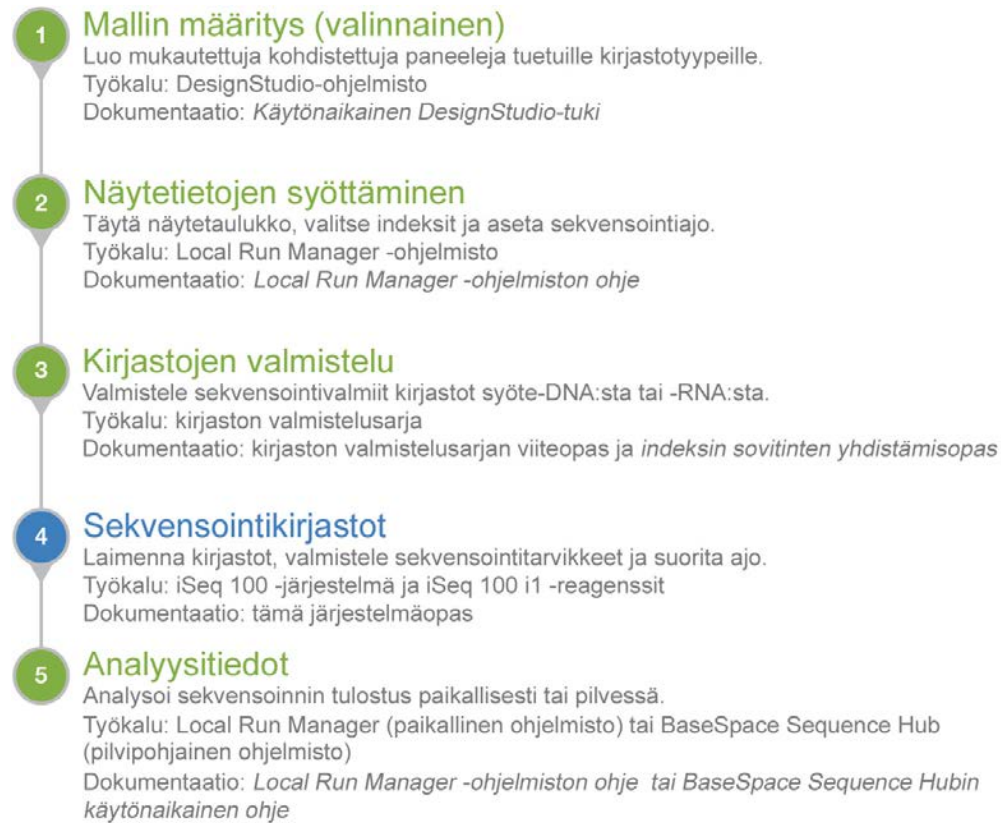 1
Mallin määritys (valinnainen)
Luo mukautettuja kohdistettuja paneeleja tuetuille kirjastotyypeille.
Työkalu: DesignStudio-ohjelmisto
Dokumentaatio: Käytönaikainen DesignStudio-tuki
2
Näytetietojen syöttäminen
Täytä näytetaulukko, valitse indeksit ja aseta sekvensointiajo.
Työkalu: Local Run Manager -ohjelmisto
Dokumentaatio: Local Run Manager -ohjelmiston ohje
3
Kirjastojen valmistelu
Valmistele sekvensointivalmiit kirjastot syöte-DNA:sta tai -RNA:sta.
Työkalu: kirjaston valmistelusarja
Dokumentaatio: kirjaston valmistelusarjan viiteopas ja indeksin sovitinten yhdistämisopas
4
Sekvensointikirjastot
Laimenna kirjastot, valmistele sekvensointitarvikkeet ja suorita ajo.
Työkalu: iSeq 100 -järjestelmä ja iSeq 100 i1 -reagenssit
Dokumentaatio: tämä järjestelmäopas
5
Analyysitiedot
Analysoi sekvensoinnin tulostus paikallisesti tai pilvessä.
Työkalu: Local Run Manager (paikallinen ohjelmisto) tai BaseSpace Sequence Hub
(pilvipohjainen ohjelmisto)
Dokumentaatio: Local Run Manager -ohjelmiston ohje tai BaseSpace Sequence Hubin
käytönaikainen ohje